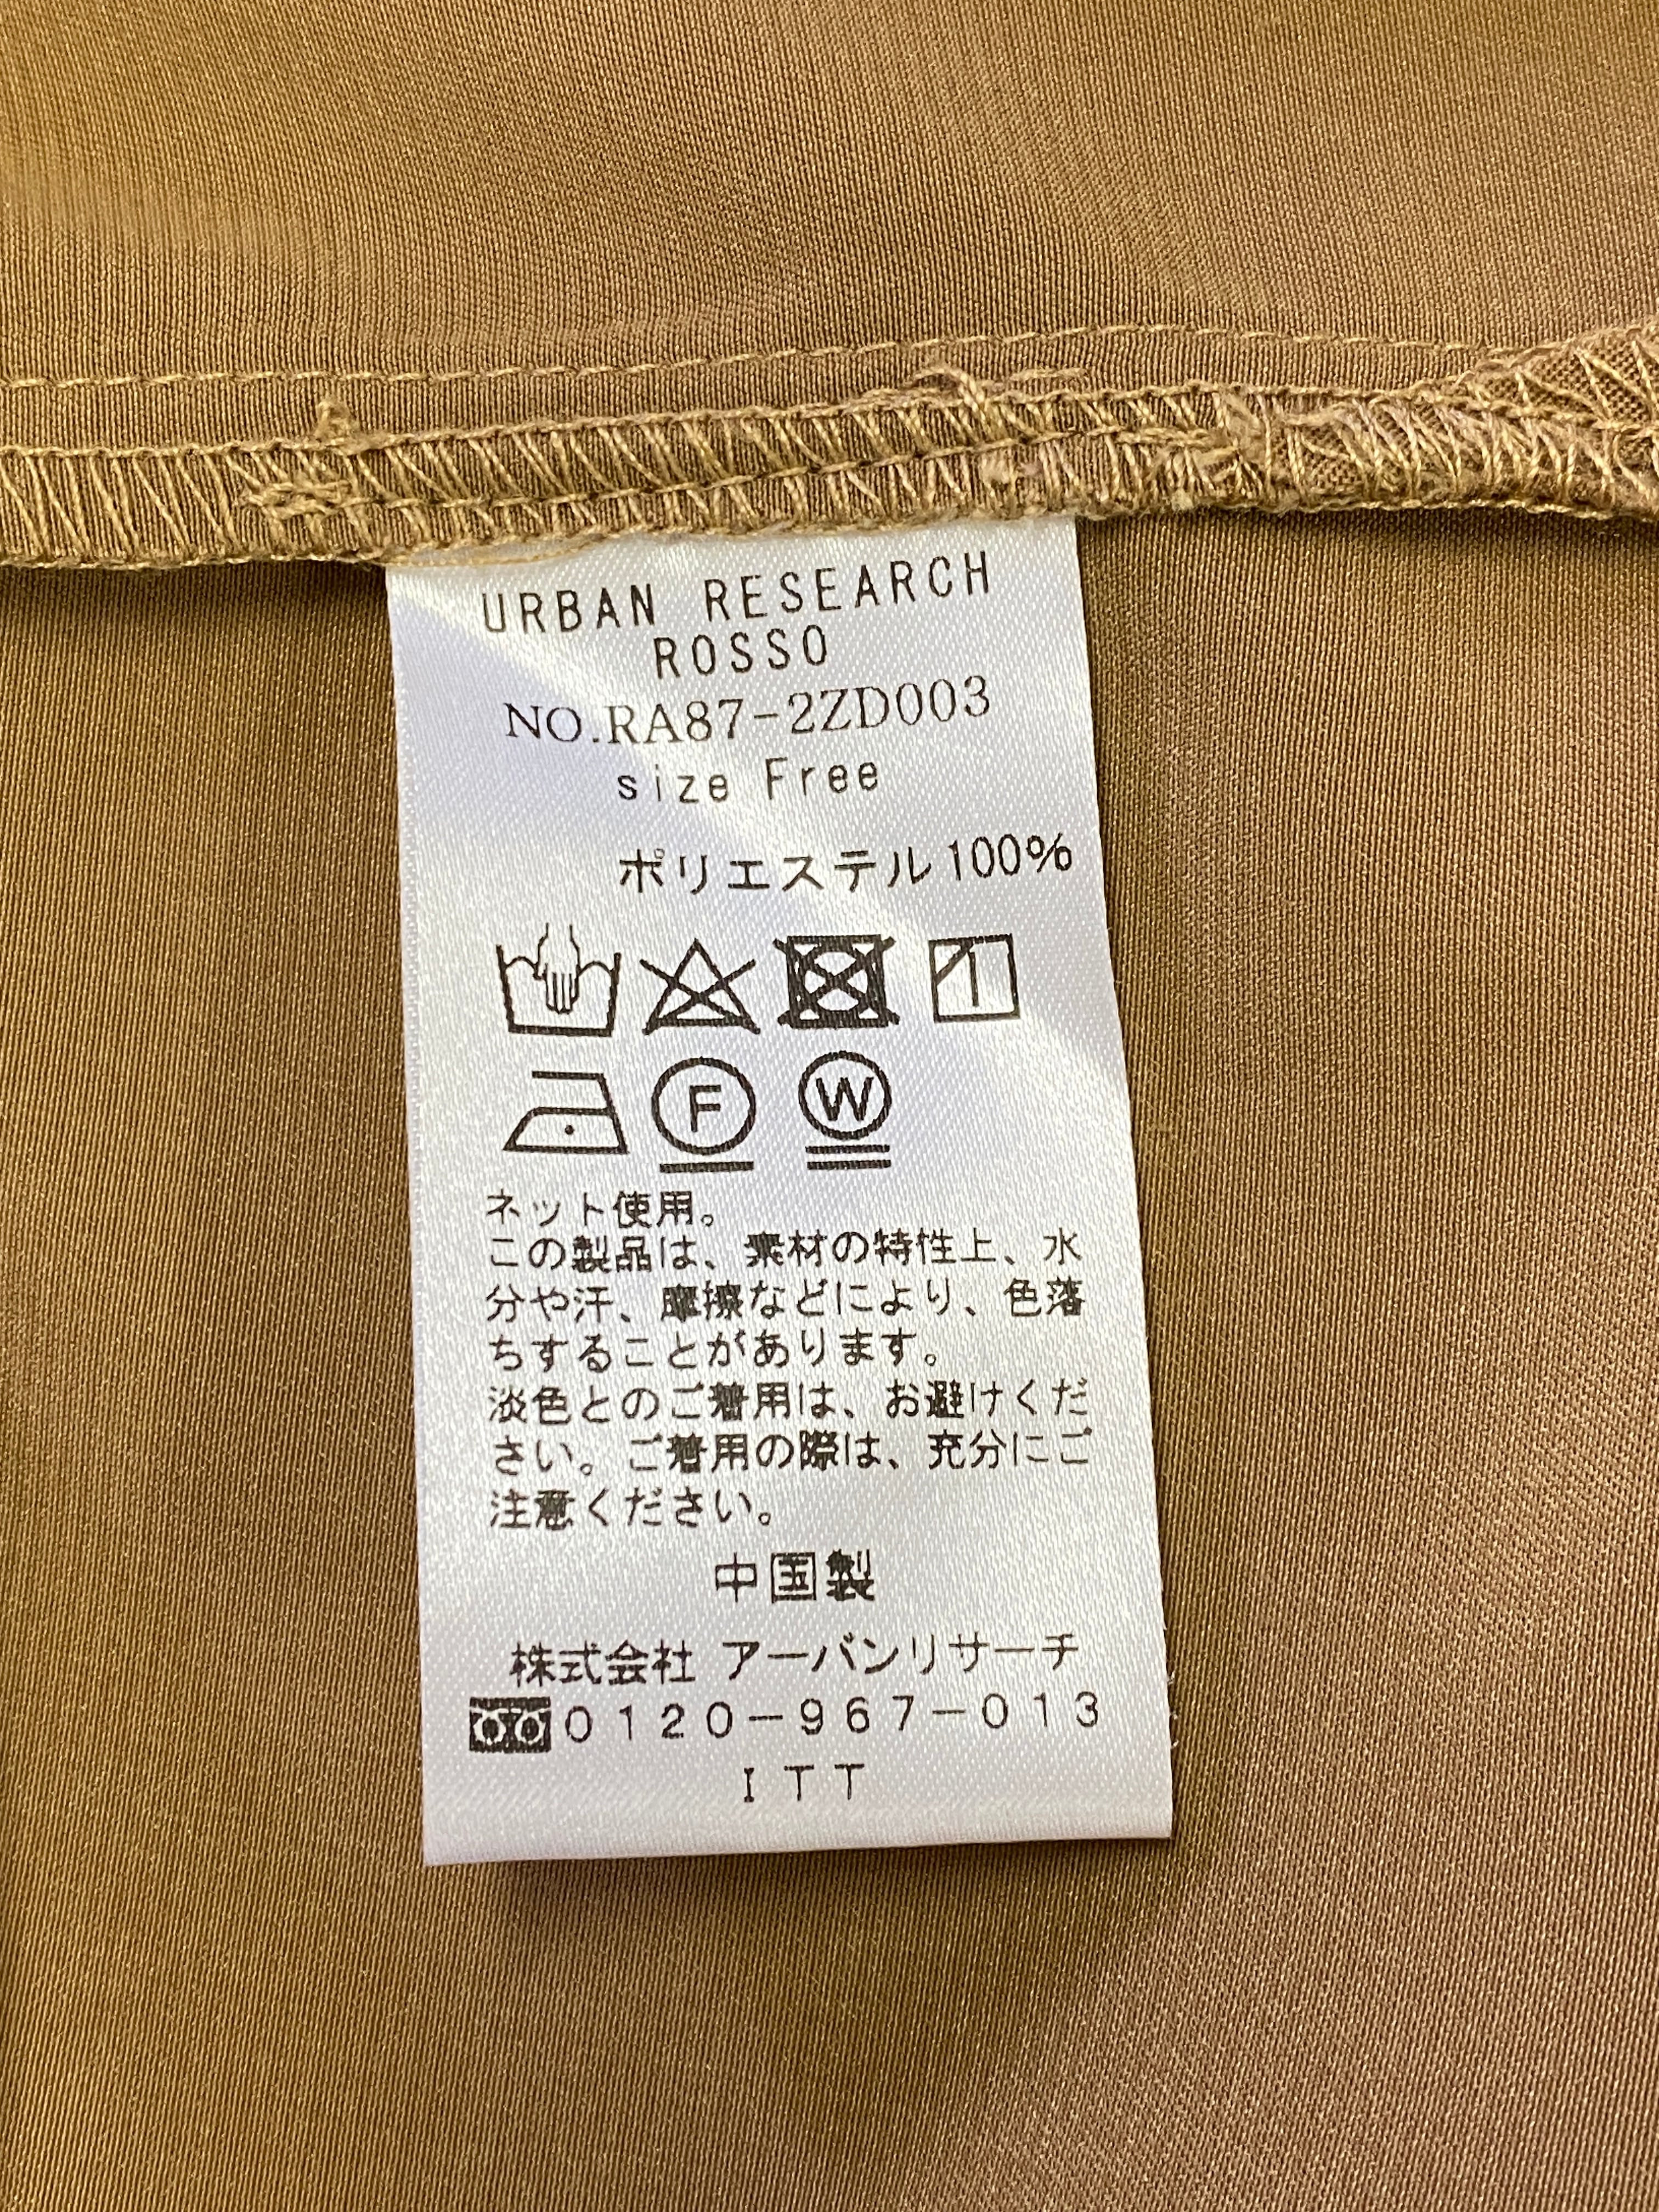 URBAN RESEARCH
ROSSO
NO.RA87-2ZD003
size Free
ポリエステル100%
1
F
W
ネット使用。
この製品は、素材の特性上、水
分や汗、摩擦などにより、色落
ちすることがあります。
淡色とのご着用は、お避けくだ
さい。ご着用の際は、充分にご
注意ください。
中国製
株式会社 アーバンリサーチ
0120-967-013
ITT